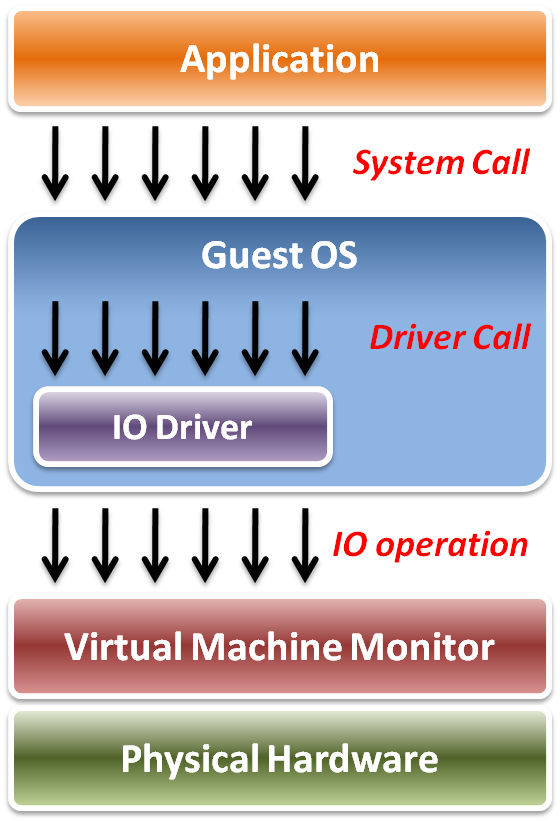 Application
System Call
Guest OS
Driver Call
IO Driver
IO operation
Virtual Machine Monitor
Physical Hardware